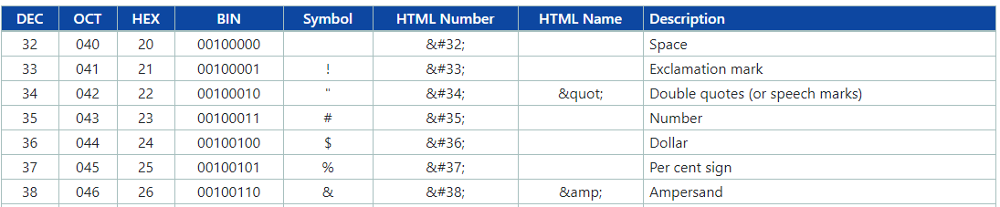 DEC OCT HEX BIN Symbol HTML Number HTML Name Description
32 040 20 00100000 &#32; Space
33 041 21 00100001 ! &#33; Exclamation mark
34 042 22 00100010 " &#34; &quot; Double quotes (or speech marks)
35 043 23 00100011 # &#35; Number
36 044 24 00100100 $ &#36; Dollar
37 045 25 00100101 % &#37; Per cent sign
38 046 26 00100110 & &#38; &amp; Ampersand